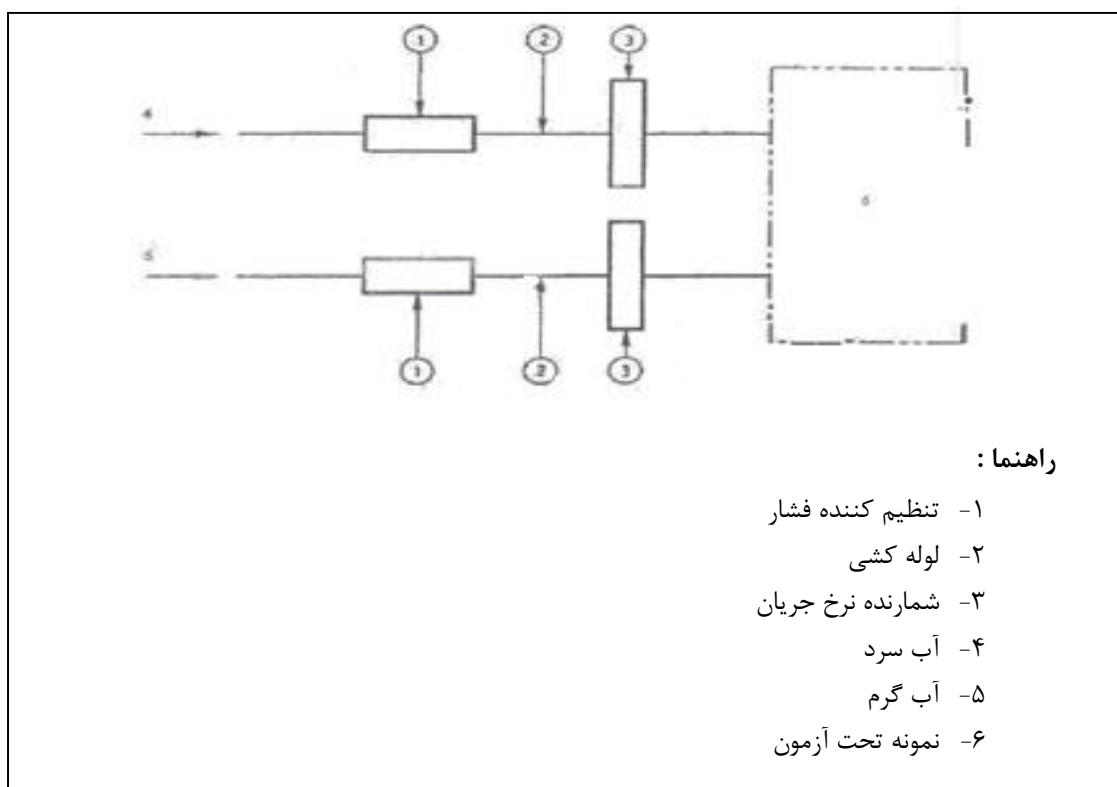 1 2 3
4
5
6
1 2 3
راهنما :
۱- تنظیم کننده فشار
۲- لوله کشی
۳- شمارنده نرخ جریان
۴- آب سرد
۵- آب گرم
۶- نمونه تحت آزمون